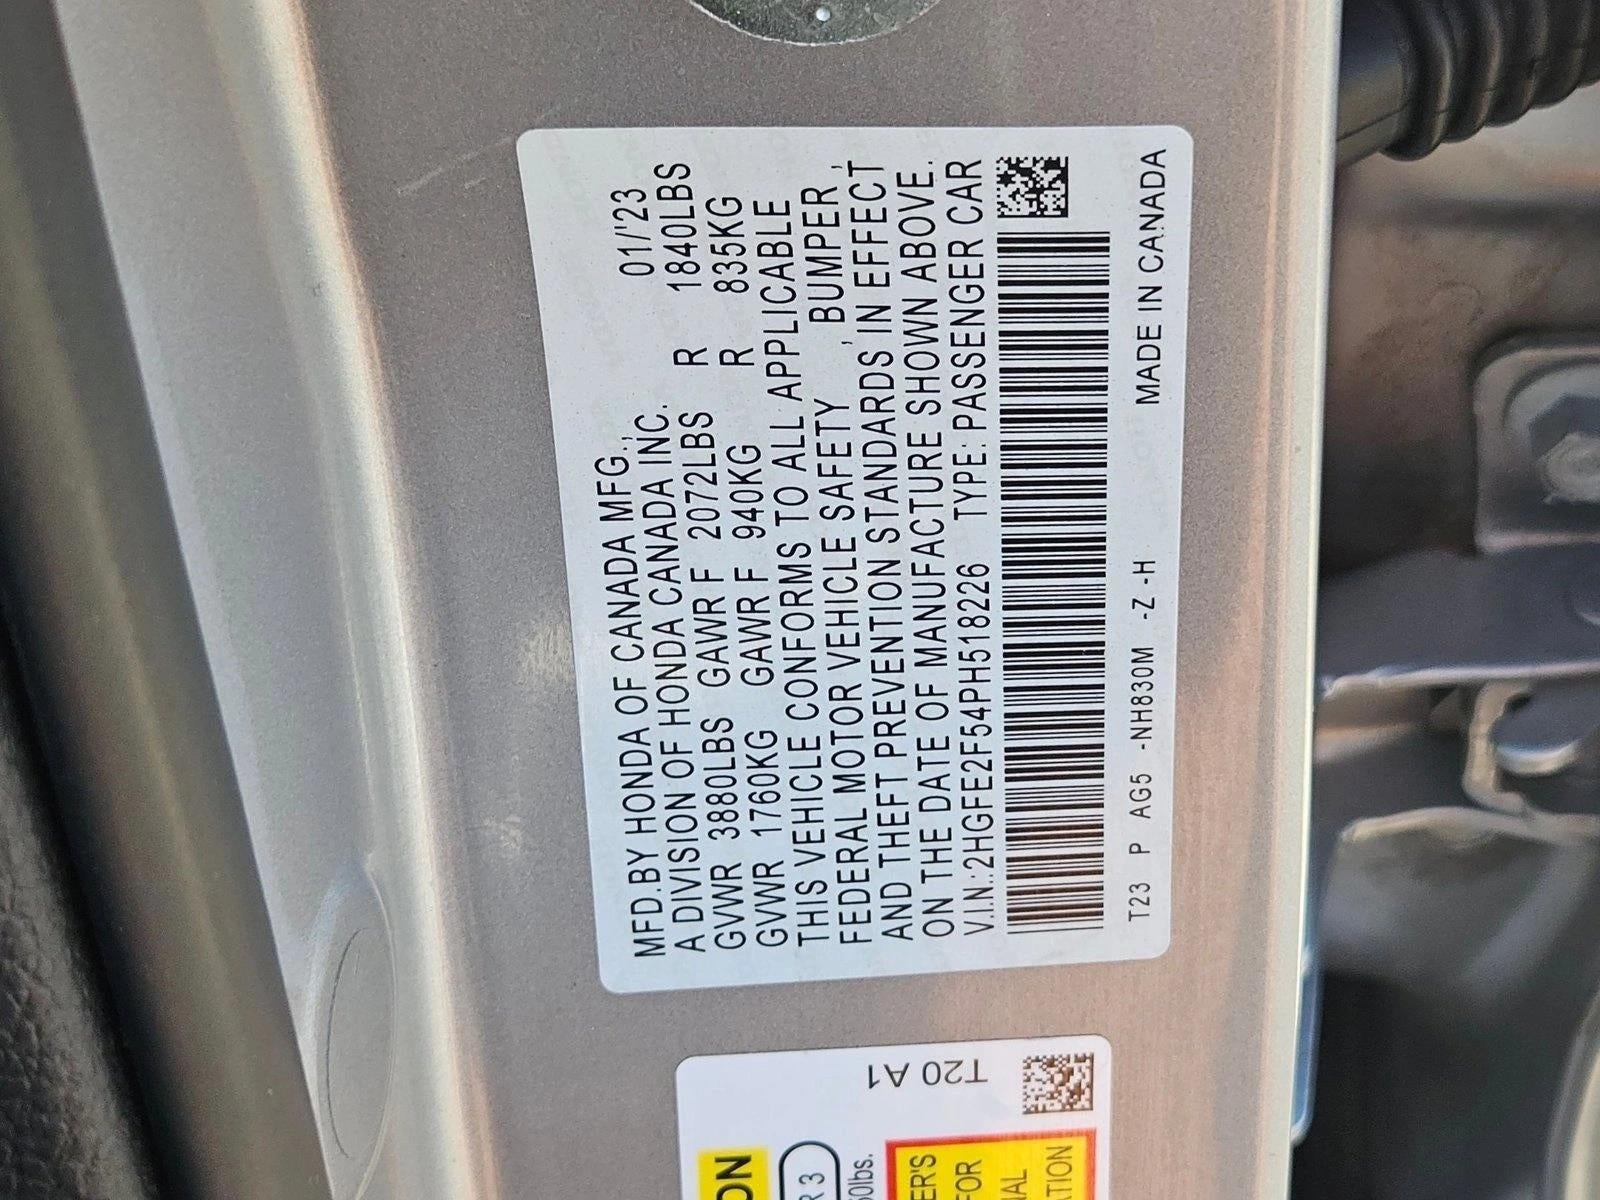 MFD.BY HONDA OF CANADA MFG.,
A DIVISION OF HONDA CANADA INC. 01/'23
GVWR 3880LBS GAWR F 2072LBS R 1840LBS
GVWR 1760KG GAWR F 940KG R 835KG
THIS VEHICLE CONFORMS TO ALL APPLICABLE
FEDERAL MOTOR VEHICLE SAFETY , BUMPER ,
AND THEFT PREVENTION STANDARDS IN EFFECT
ON THE DATE OF MANUFACTURE SHOWN ABOVE.
V.I.N.:2HGFE2F54PH518226 TYPE: PASSENGER CAR
T23 P AG5 -NH830M -Z -H MADE IN CANADA
T20 A1